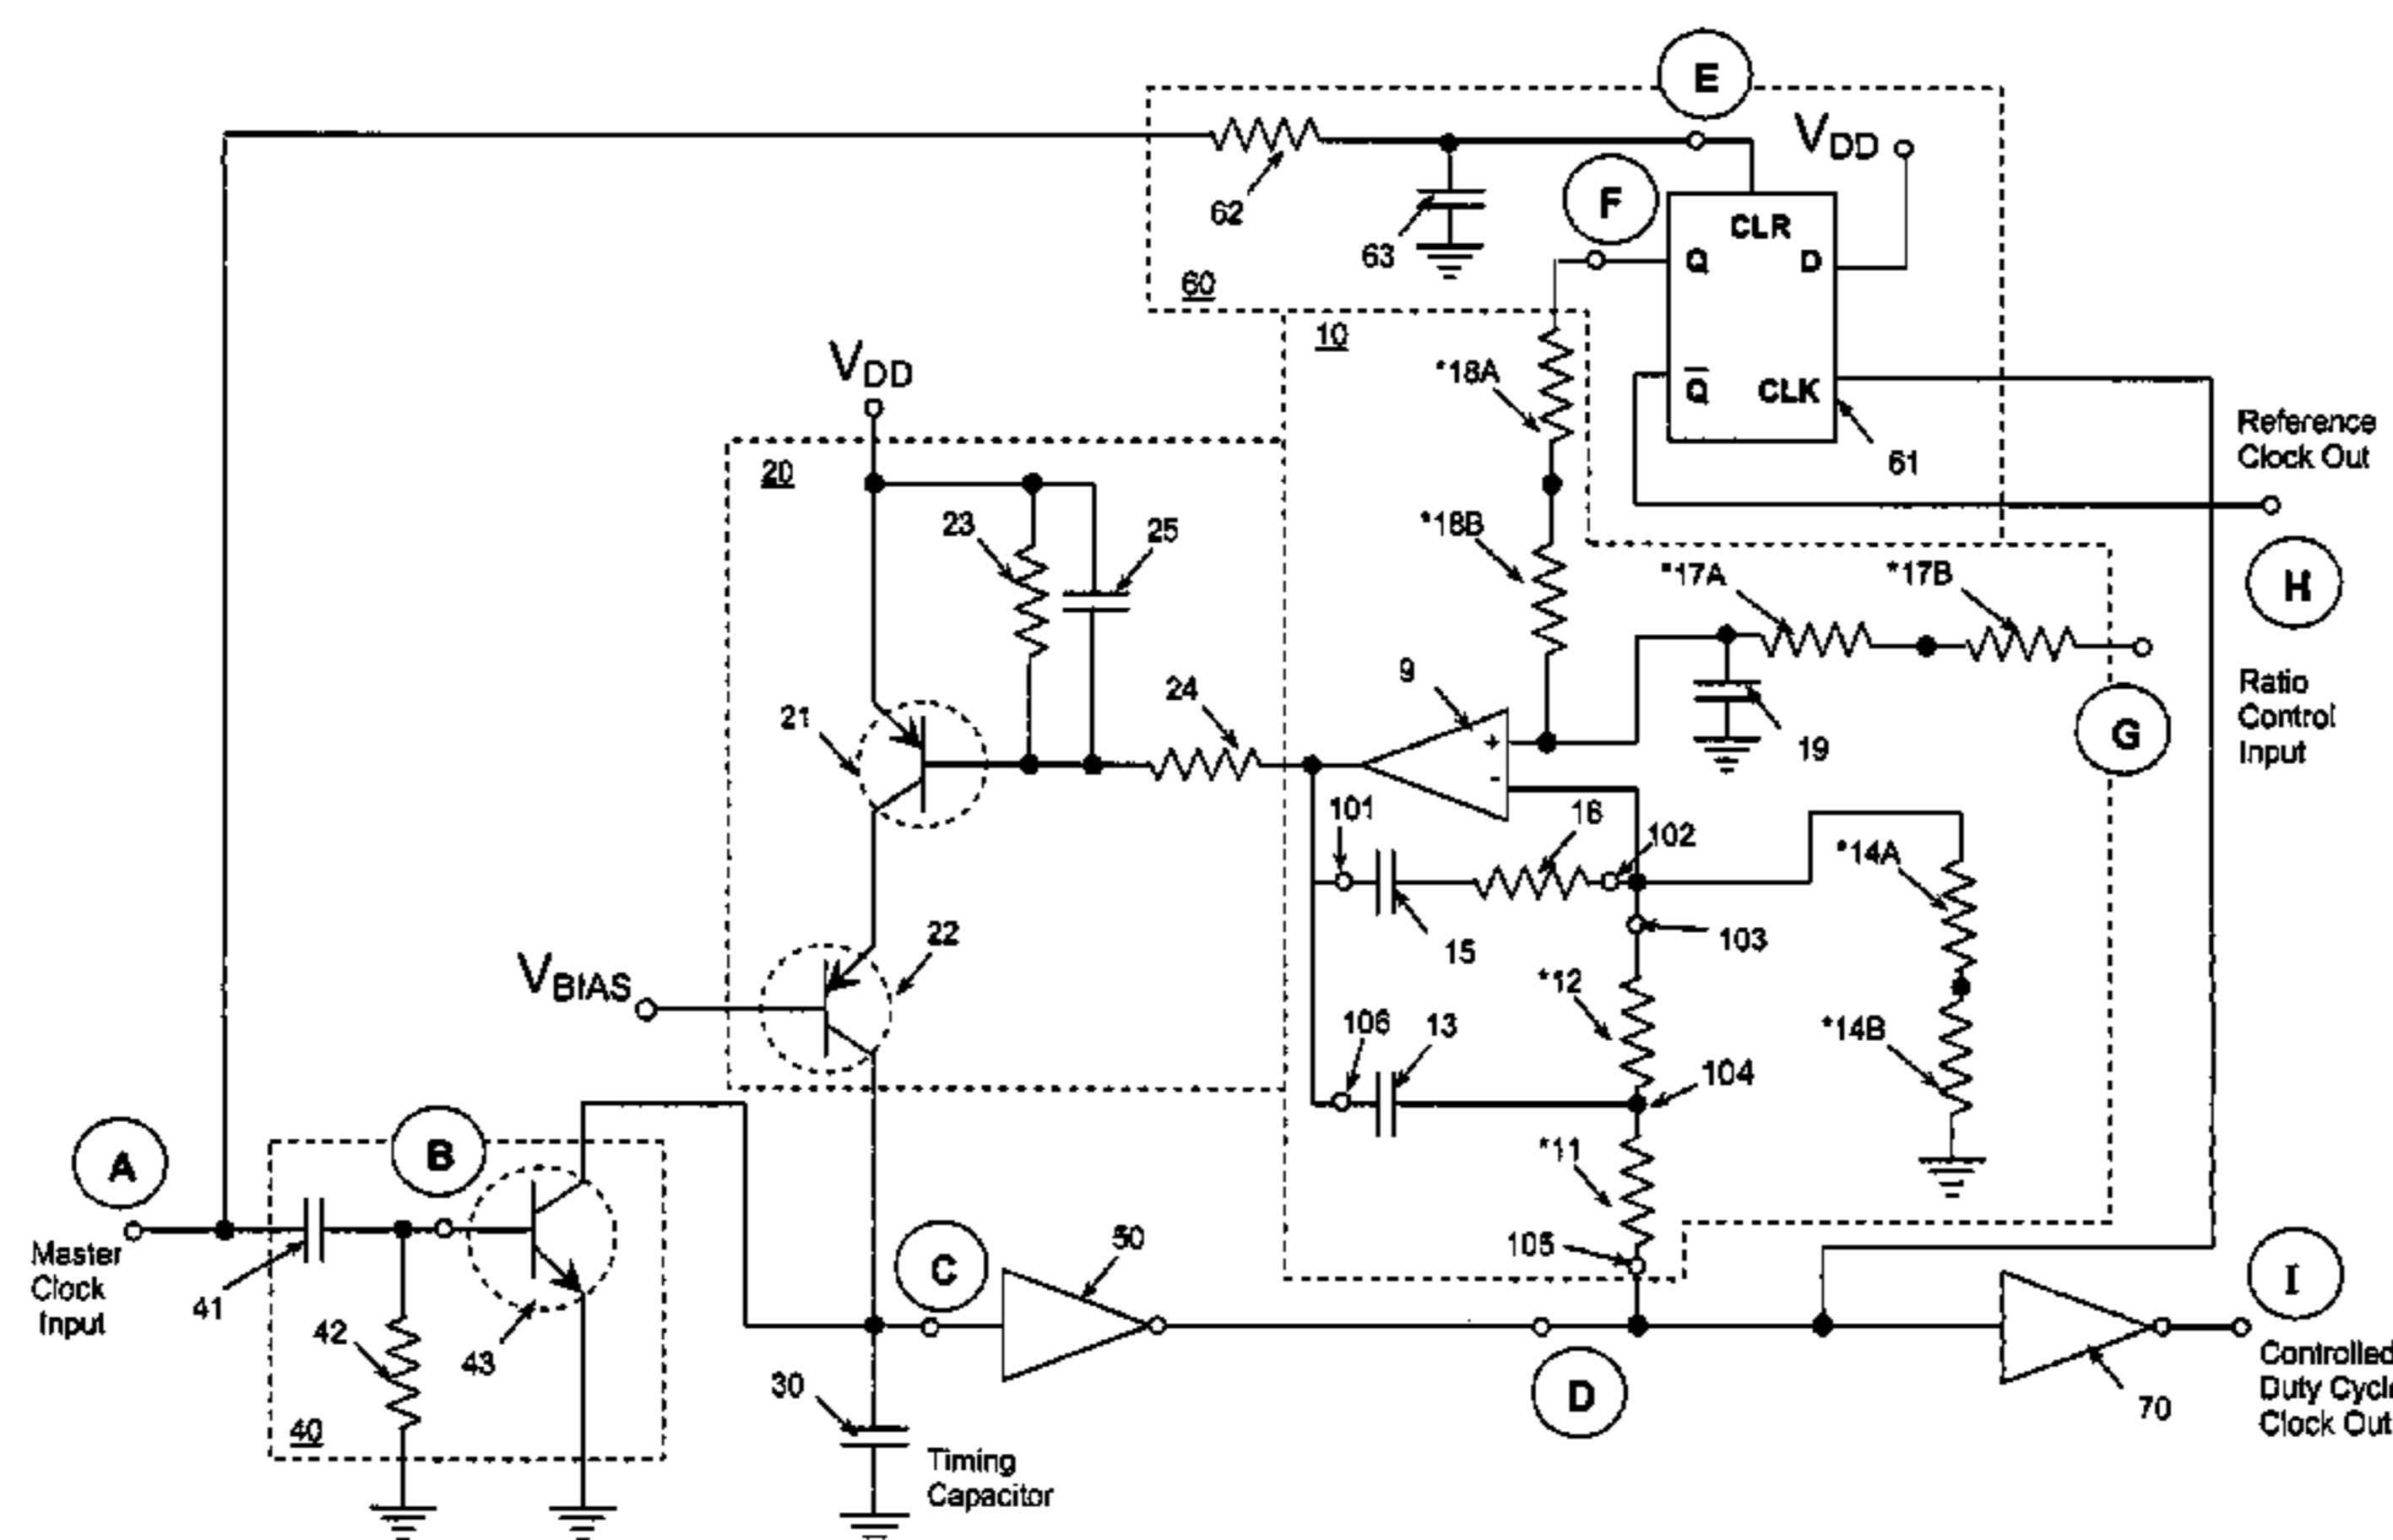 E
VDD
F
62
63
CLR
Q
D
60
10
*18A
VDD
Q
CLK
Reference
Clock Out
61
20
23
25
*18B
*17A
*17B
H
9
24
Ratio
Control
Input
21
+
19
G
-
101
16
102
*14A
22
15
103
VBIAS
*12
106
13
*14B
104
A
B
*11
50
105
C
I
Master
Clock
Input
41
42
43
30
D
70
Controlled
Clock Out
40
Timing
Capacitor